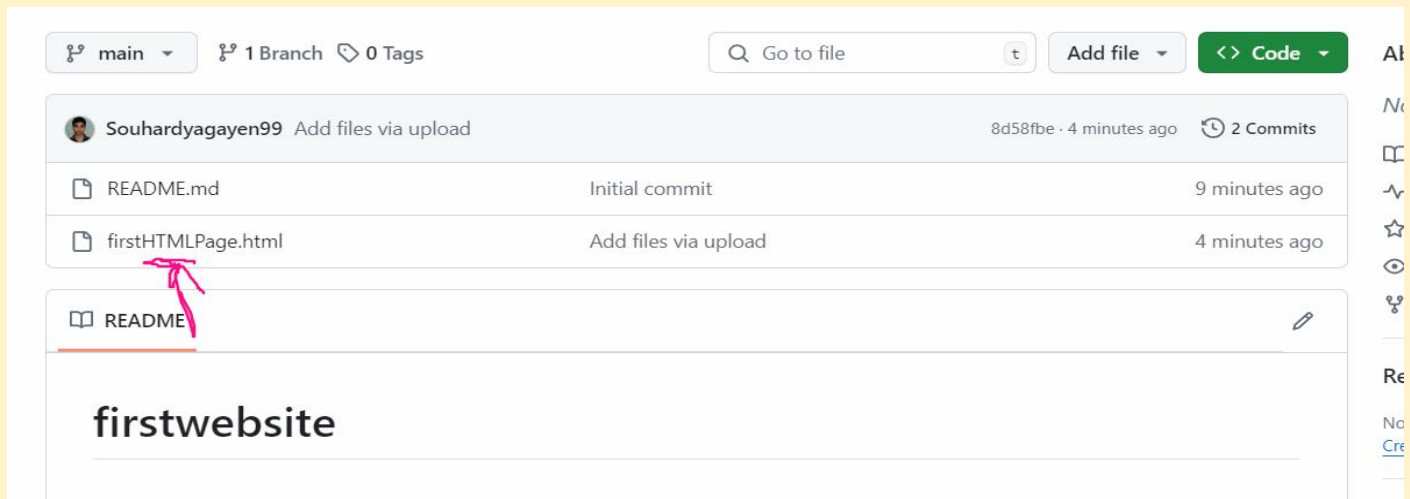 main 1 Branch 0 Tags Go to file t Add file Code
Souhardyagayen99 Add files via upload 8d58fbe · 4 minutes ago 2 Commits
README.md Initial commit 9 minutes ago
firstHTMLPage.html Add files via upload 4 minutes ago
README
firstwebsite